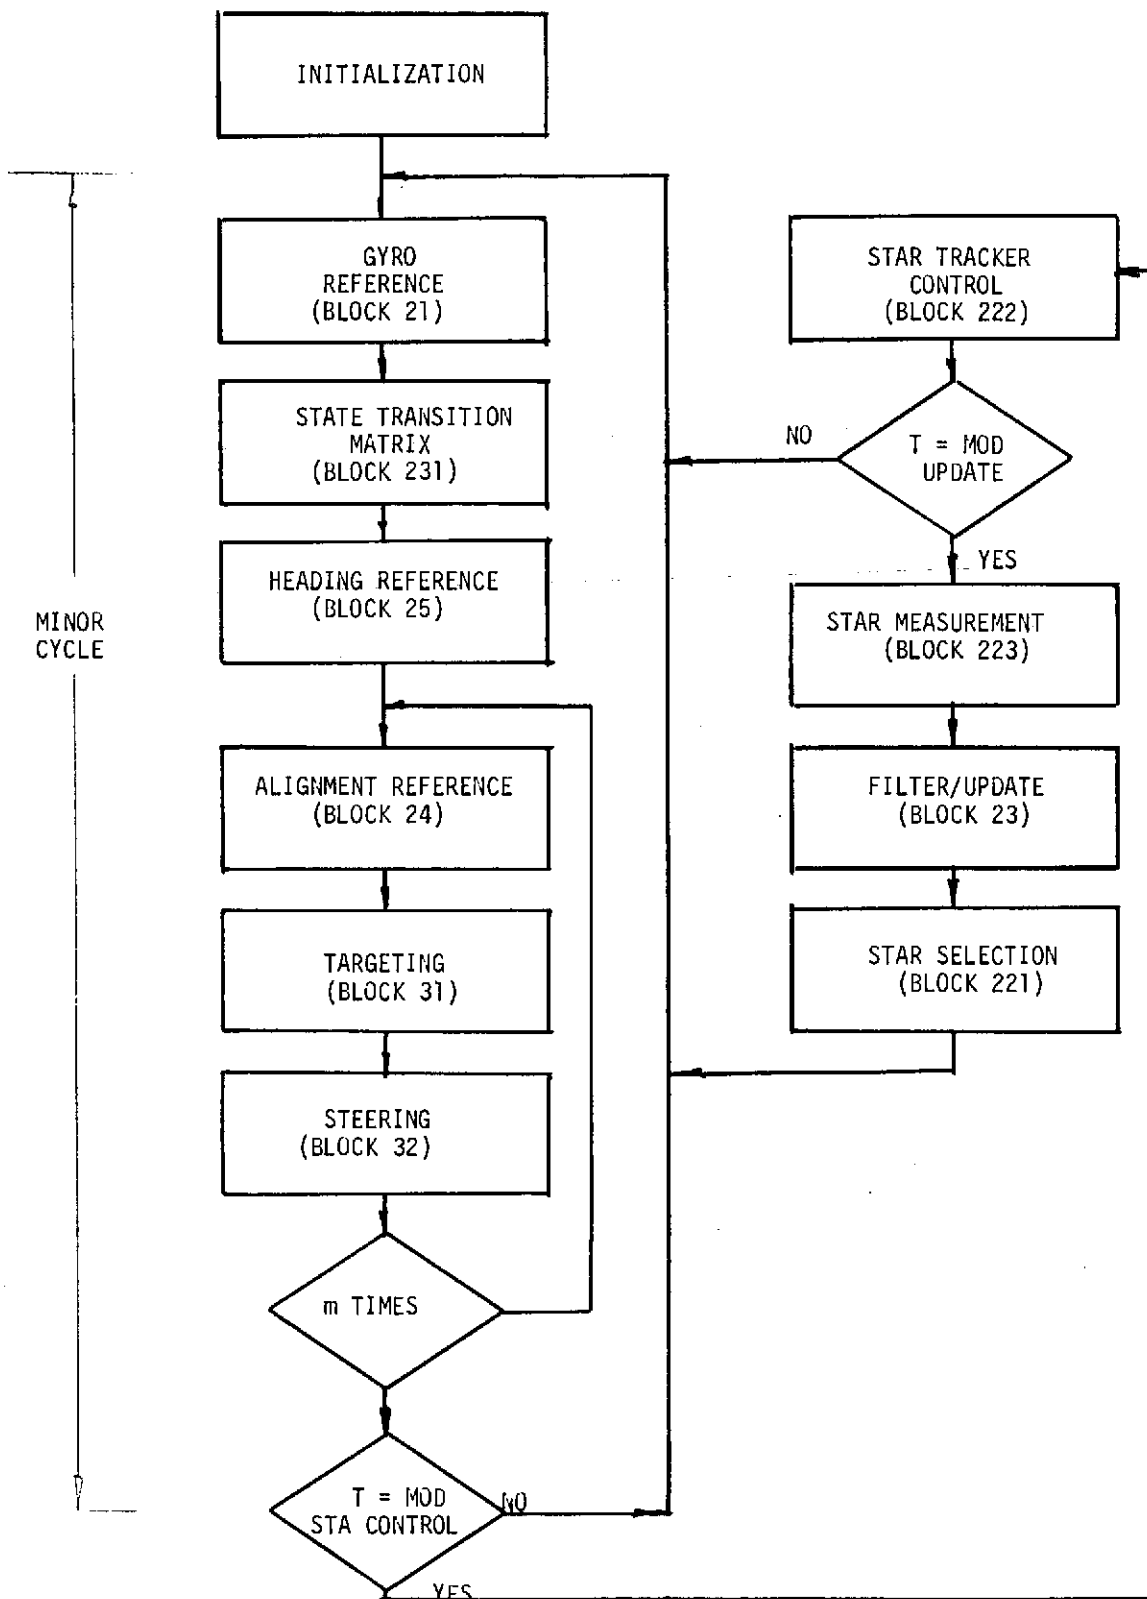 INITIALIZATION
GYRO
REFERENCE
(BLOCK 21)
STATE TRANSITION
MATRIX
(BLOCK 231)
HEADING REFERENCE
(BLOCK 25)
MINOR
CYCLE
ALIGNMENT REFERENCE
(BLOCK 24)
TARGETING
(BLOCK 31)
STEERING
(BLOCK 32)
m TIMES
T = MOD
STA CONTROL
NO
YES
STAR TRACKER
CONTROL
(BLOCK 222)
T = MOD
UPDATE
NO
YES
STAR MEASUREMENT
(BLOCK 223)
FILTER/UPDATE
(BLOCK 23)
STAR SELECTION
(BLOCK 221)